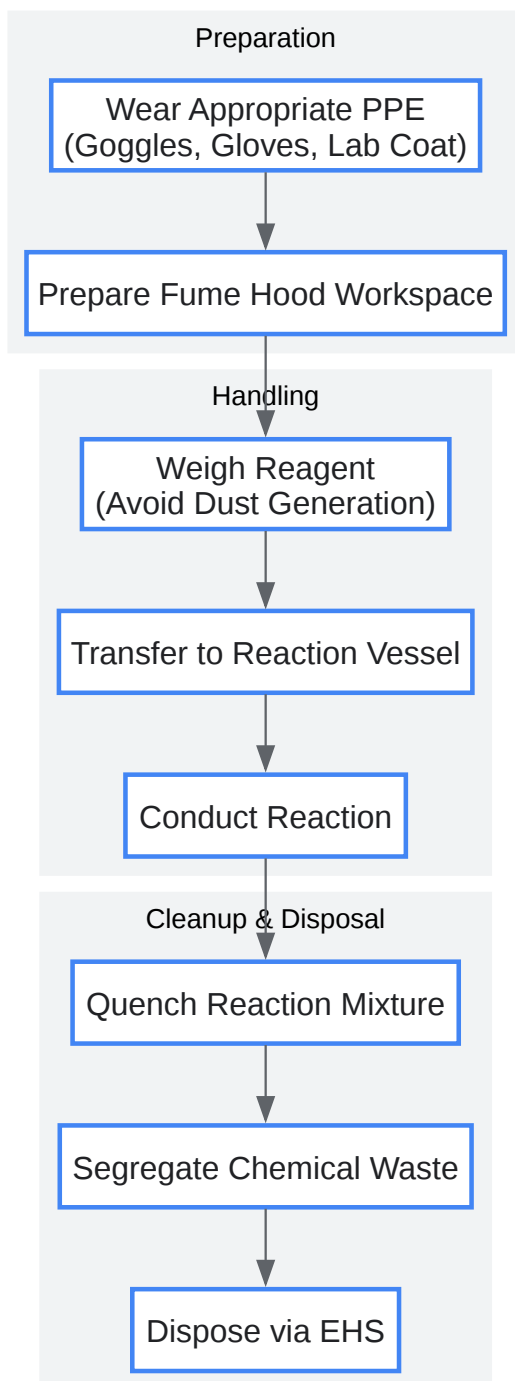 Preparation
Wear Appropriate PPE
(Goggles, Gloves, Lab Coat)
Prepare Fume Hood Workspace
Handling
Weigh Reagent
(Avoid Dust Generation)
Transfer to Reaction Vessel
Conduct Reaction
Cleanup & Disposal
Quench Reaction Mixture
Segregate Chemical Waste
Dispose via EHS